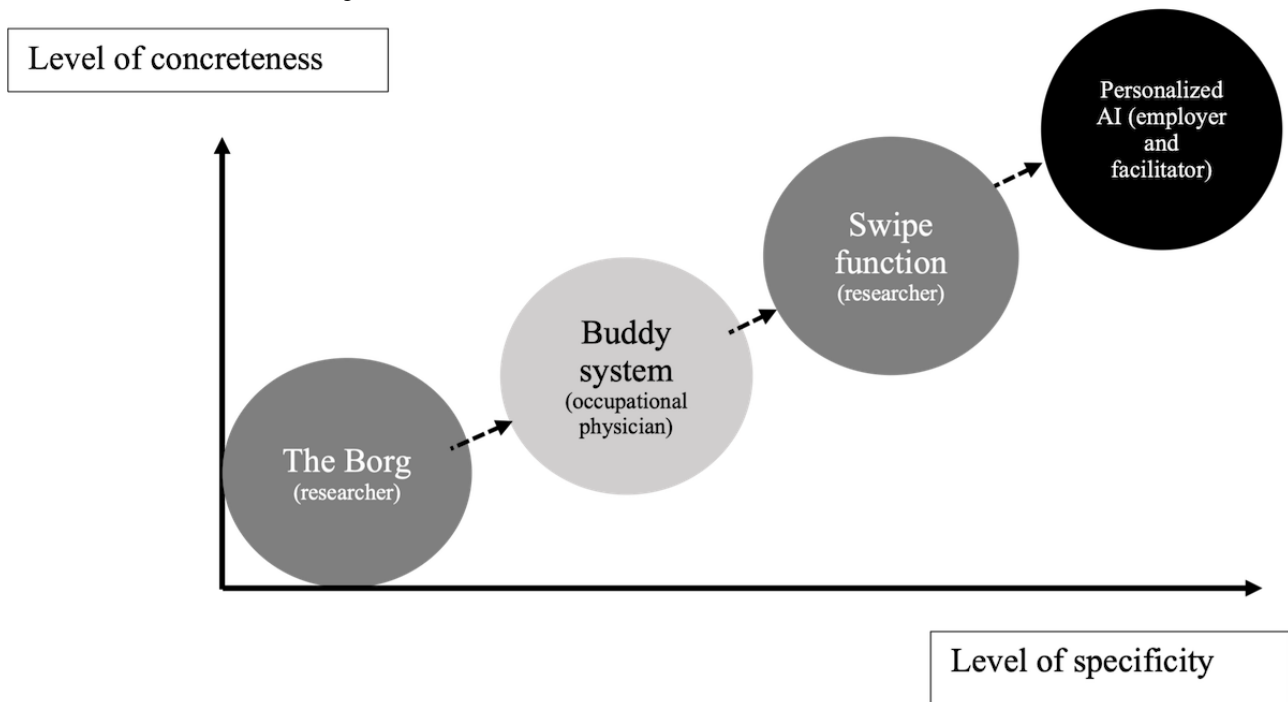 Level of concreteness
Personalized
AI (employer
and
facilitator)
Swipe
function
(researcher)
Buddy
system
(occupational
physician)
The Borg
(researcher)
Level of specificity